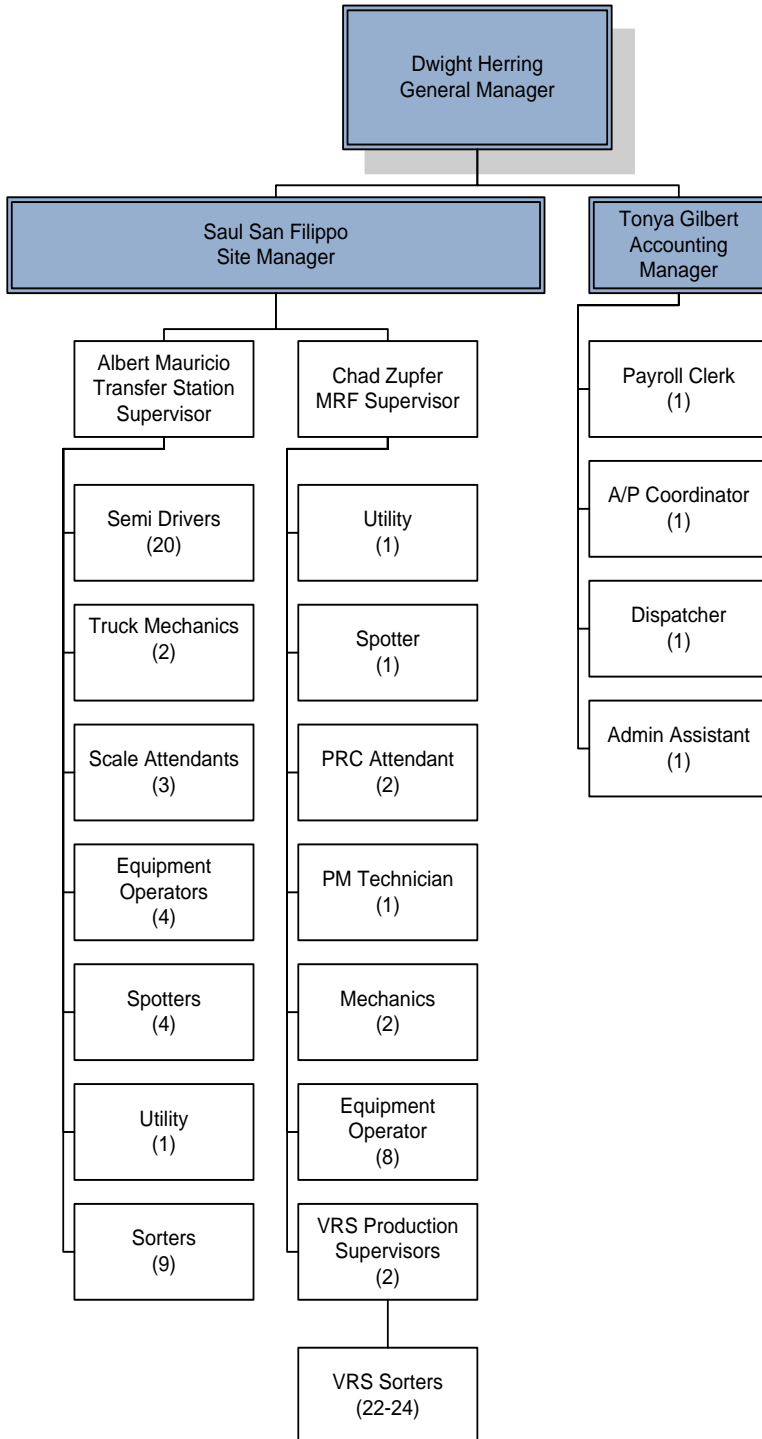 Dwight Herring
General Manager
Saul San Filippo
Site Manager
Tonya Gilbert
Accounting
Manager
Albert Mauricio
Transfer Station
Supervisor
Chad Zupfer
MRF Supervisor
Semi Drivers
(20)
Truck Mechanics
(2)
Scale Attendants
(3)
Equipment
Operators
(4)
Spotters
(4)
Utility
(1)
Sorters
(9)
Utility
(1)
Spotter
(1)
PRC Attendant
(2)
PM Technician
(1)
Mechanics
(2)
Equipment
Operator
(8)
VRS Production
Supervisors
(2)
VRS Sorters
(22-24)
Payroll Clerk
(1)
A/P Coordinator
(1)
Dispatcher
(1)
Admin Assistant
(1)